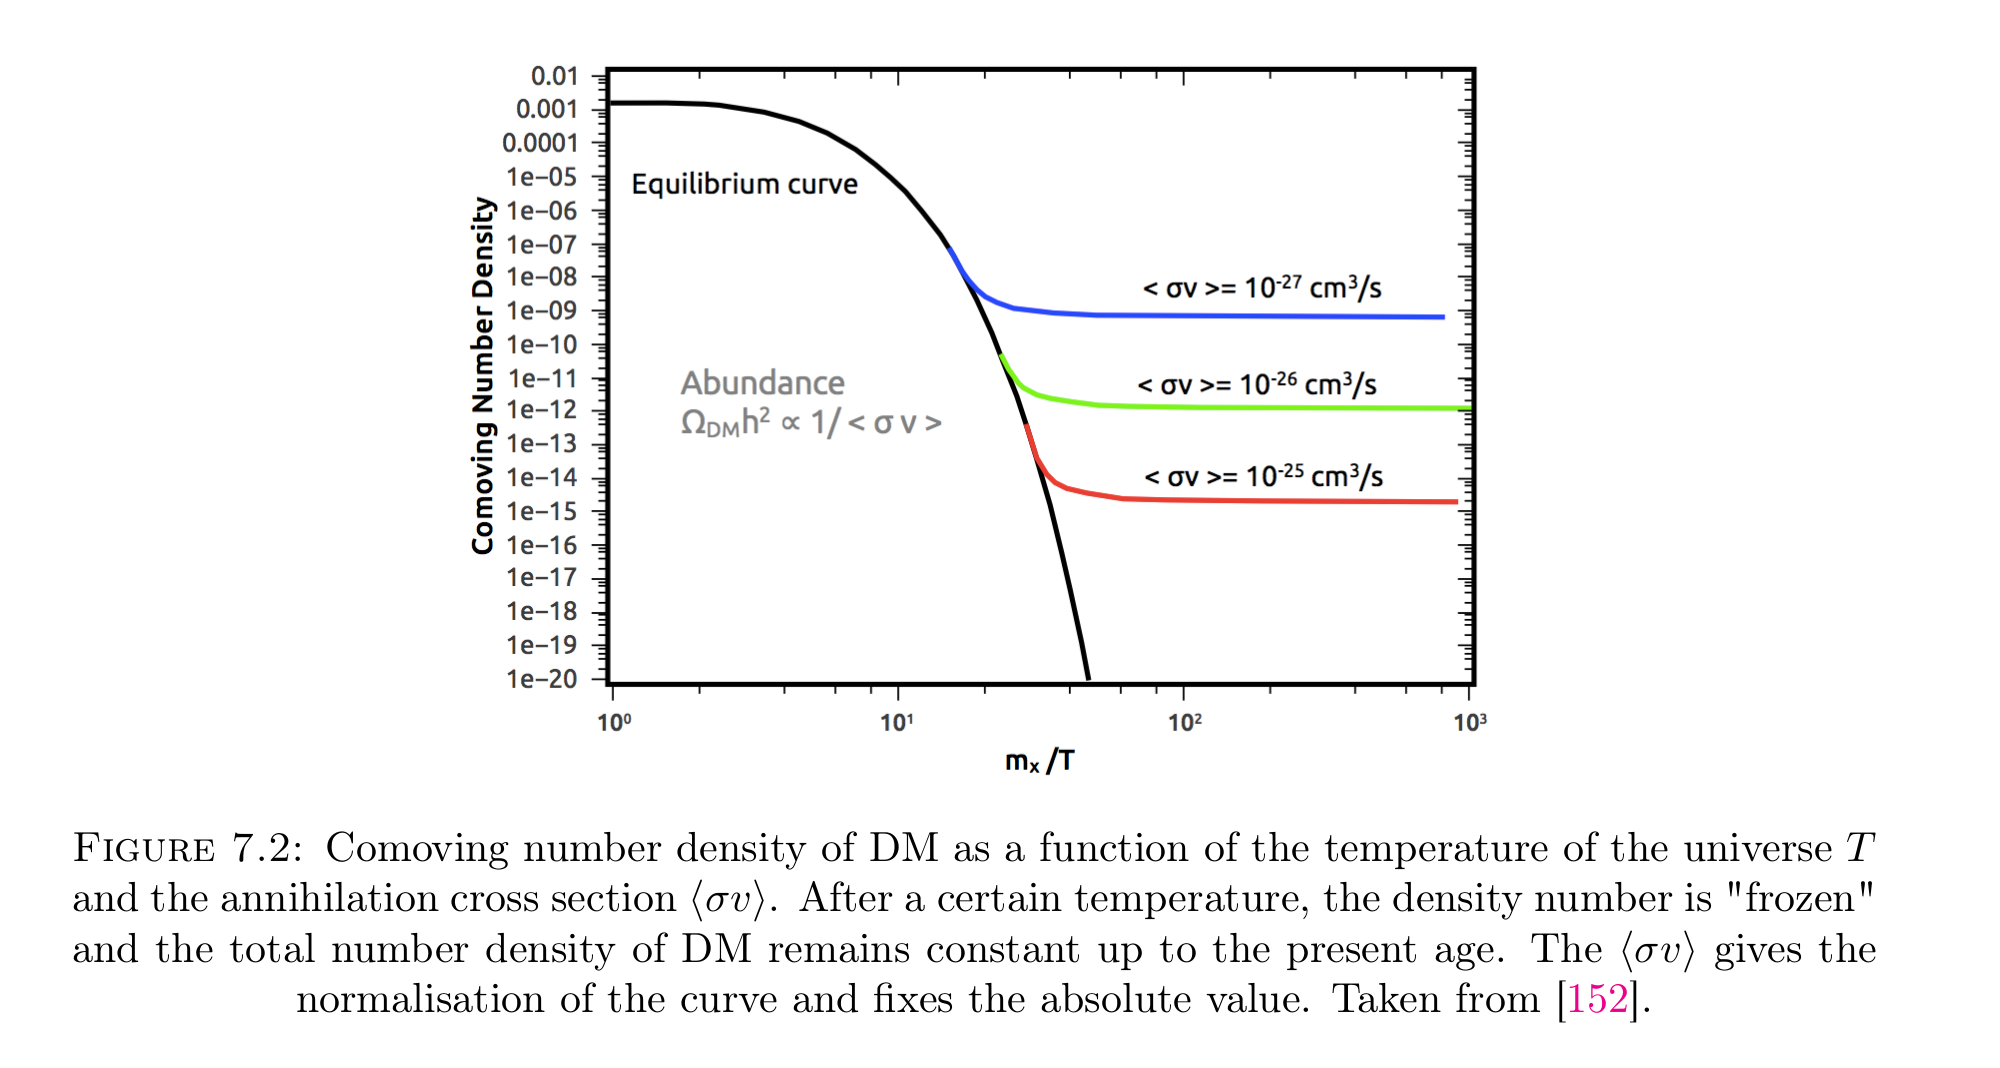 0.01
0.001
0.0001
1e−05
1e−06
1e−07
1e−08
1e−09
1e−10
1e−11
1e−12
1e−13
1e−14
1e−15
1e−16
1e−17
1e−18
1e−19
1e−20
Comoving Number Density
Equilibrium curve
< σv >= 10⁻²⁷ cm³/s
Abundance
Ω_DM h² ∝ 1/< σ v >
< σv >= 10⁻²⁶ cm³/s
< σv >= 10⁻²⁵ cm³/s
10⁰ 10¹ 10² 10³
mₓ/T
FIGURE 7.2: Comoving number density of DM as a function of the temperature of the universe T
and the annihilation cross section ⟨σv⟩. After a certain temperature, the density number is "frozen"
and the total number density of DM remains constant up to the present age. The ⟨σv⟩ gives the
normalisation of the curve and fixes the absolute value. Taken from [152].